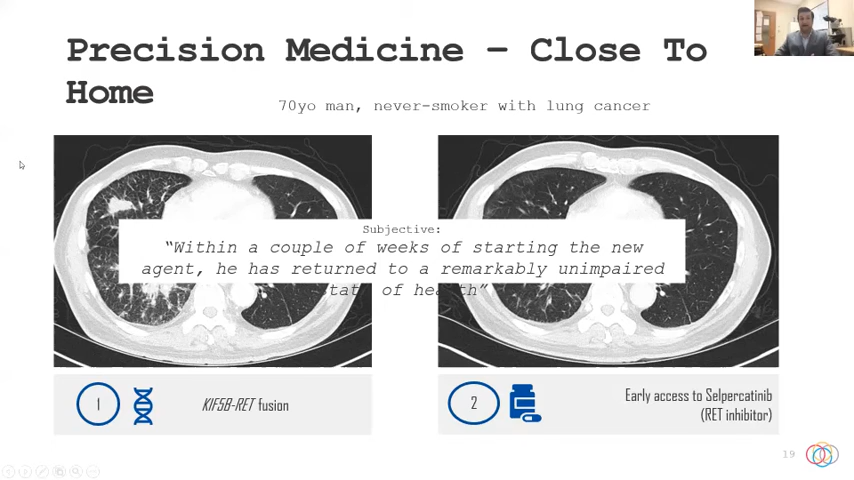 Precision Medicine – Close To
Home
70yo man, never-smoker with lung cancer
Subjective:
“Within a couple of weeks of starting the new
agent, he has returned to a remarkably unimpaired
state of health”
1
KIF5B-RET fusion
2
Early access to Selpercatinib
(RET inhibitor)
19